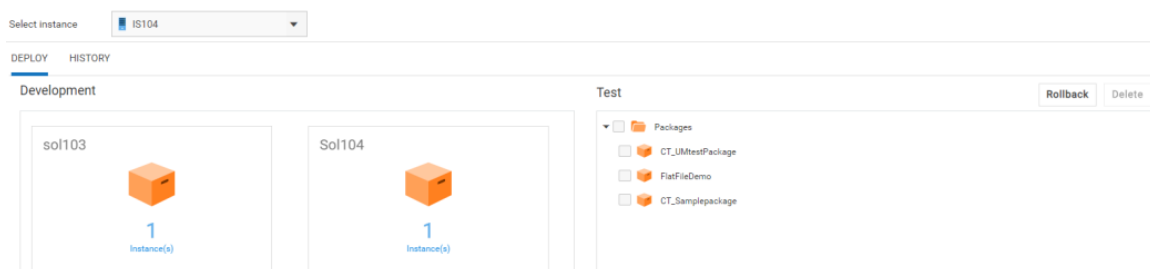 Select instance IS104
DEPLOY HISTORY
Development
sol103
1
Instance(s)
Sol104
1
Instance(s)
Test
Rollback Delete
Packages
CT_UMtestPackage
FlatFileDemo
CT_Samplepackage